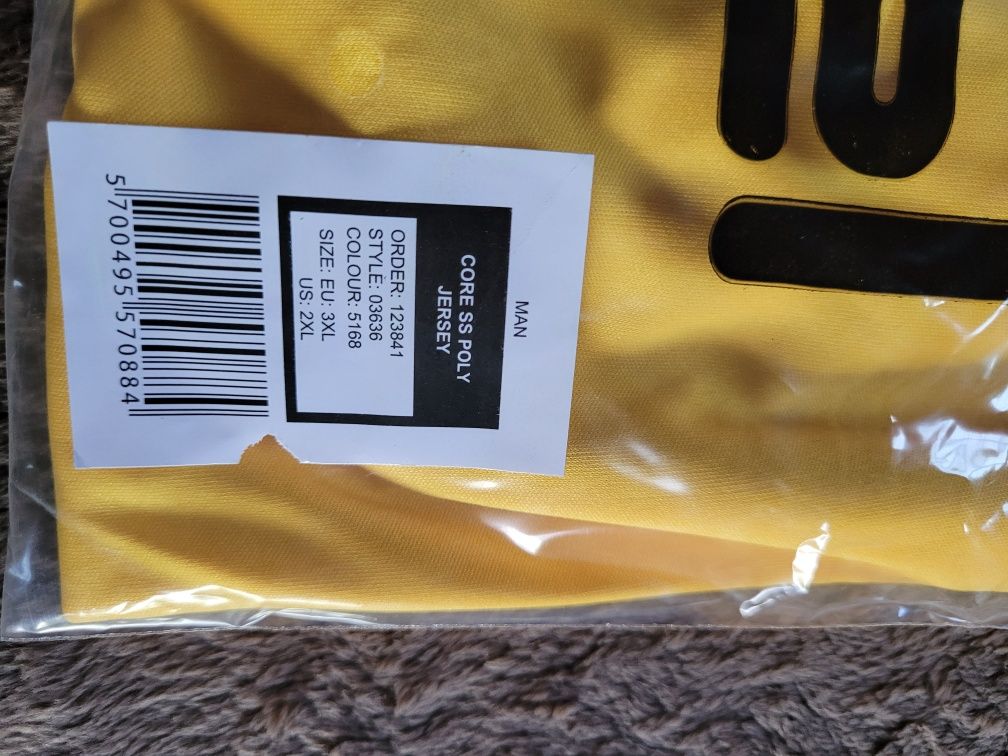 MAN
CORE SS POLY
JERSEY
ORDER: 123841
STYLE: 03636
COLOUR: 5168
SIZE: EU: 3XL
US: 2XL
5 700495 570884